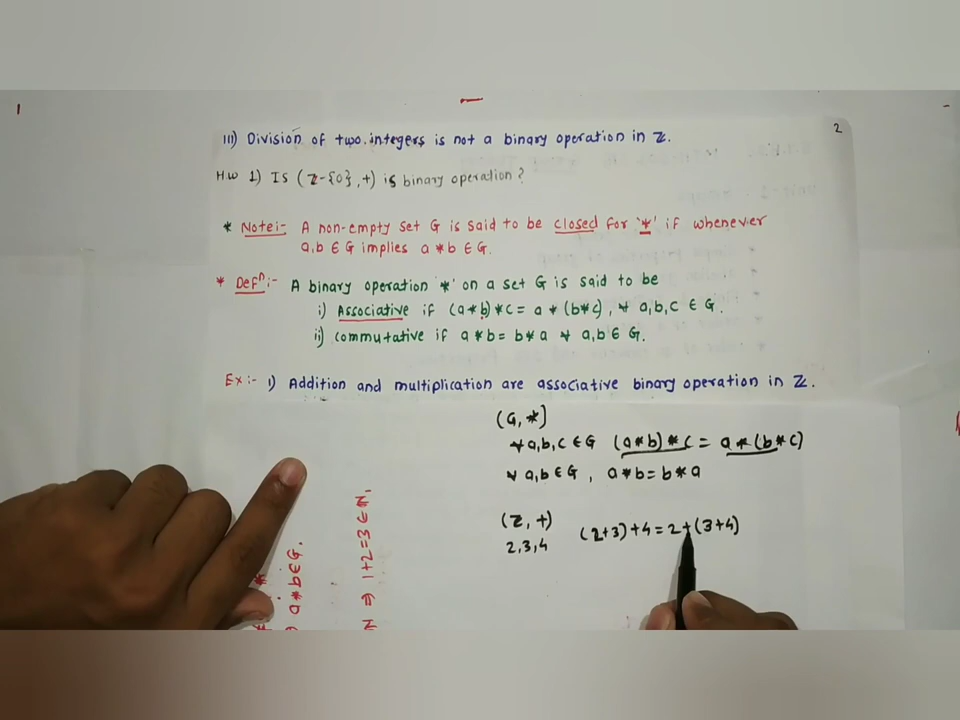 III) Division of two integers is not a binary operation in Z.
2
H.W 1) Is (Z-{0}, +) is binary operation?
* Note:- A non-empty set G is said to be closed for '*' if whenever
a,b ∈ G implies a * b ∈ G.
* Defⁿ:- A binary operation '*' on a set G is said to be
i) Associative if (a*b)*c = a*(b*c), ∀ a,b,c ∈ G.
ii) commutative if a*b = b*a ∀ a,b ∈ G.
Ex:- i) Addition and multiplication are associative binary operation in Z.
(G, *)
∀ a,b,c ∈ G (a*b)*c = a*(b*c)
∀ a,b ∈ G, a*b = b*a
(Z, +) (2+3)+4 = 2+(3+4)
2,3,4
a*b∈G.
⇒ 1+2=3∈N.